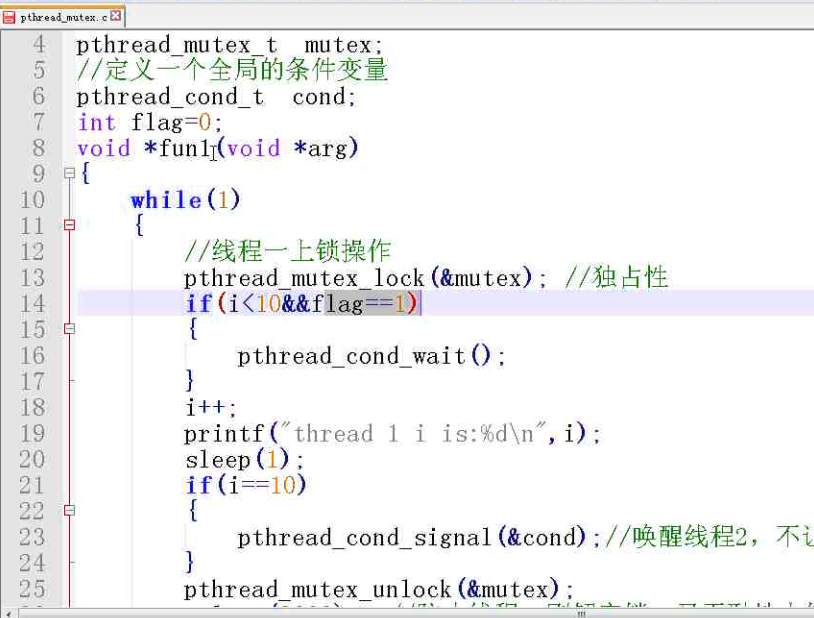 pthread_mutex.c
4 pthread_mutex_t mutex;
5 //定义一个全局的条件变量
6 pthread_cond_t cond;
7 int flag=0;
8 void *fun1(void *arg)
9 {
10 while(1)
11 {
12 //线程一上锁操作
13 pthread_mutex_lock(&mutex); //独占性
14 if(i<10&&flag==1)
15 {
16 pthread_cond_wait();
17 }
18 i++;
19 printf("thread 1 i is:%d\n",i);
20 sleep(1);
21 if(i==10)
22 {
23 pthread_cond_signal(&cond);//唤醒线程2，不让
24 }
25 pthread_mutex_unlock(&mutex);